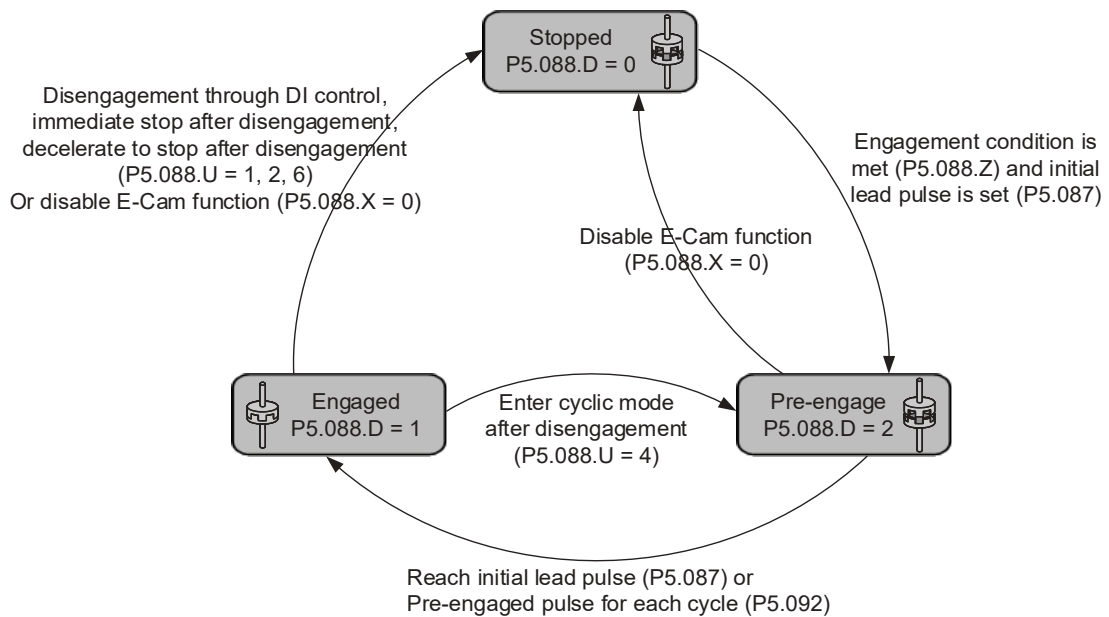 Stopped
P5.088.D = 0
Disengagement through DI control,
immediate stop after disengagement,
decelerate to stop after disengagement
(P5.088.U = 1, 2, 6)
Or disable E-Cam function (P5.088.X = 0)
Engagement condition is
met (P5.088.Z) and initial
lead pulse is set (P5.087)
Disable E-Cam function
(P5.088.X = 0)
Engaged
P5.088.D = 1
Enter cyclic mode
after disengagement
(P5.088.U = 4)
Pre-engage
P5.088.D = 2
Reach initial lead pulse (P5.087) or
Pre-engaged pulse for each cycle (P5.092)